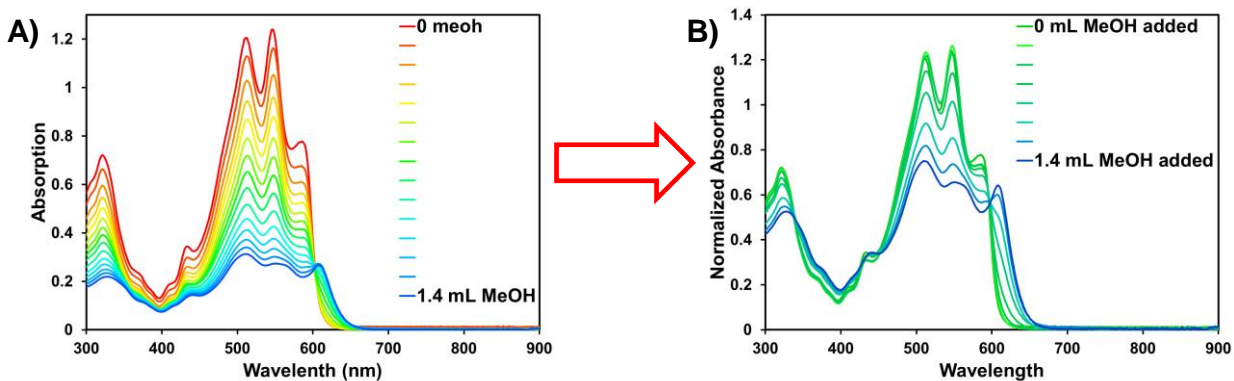 A)
0 meoh
1.4 mL MeOH
Absorption
1.2
1
0.8
0.6
0.4
0.2
0
300 400 500 600 700 800 900
Wavelenth (nm)
B)
0 mL MeOH added
1.4 mL MeOH added
Normalized Absorbance
1.4
1.2
1
0.8
0.6
0.4
0.2
0
300 400 500 600 700 800 900
Wavelength